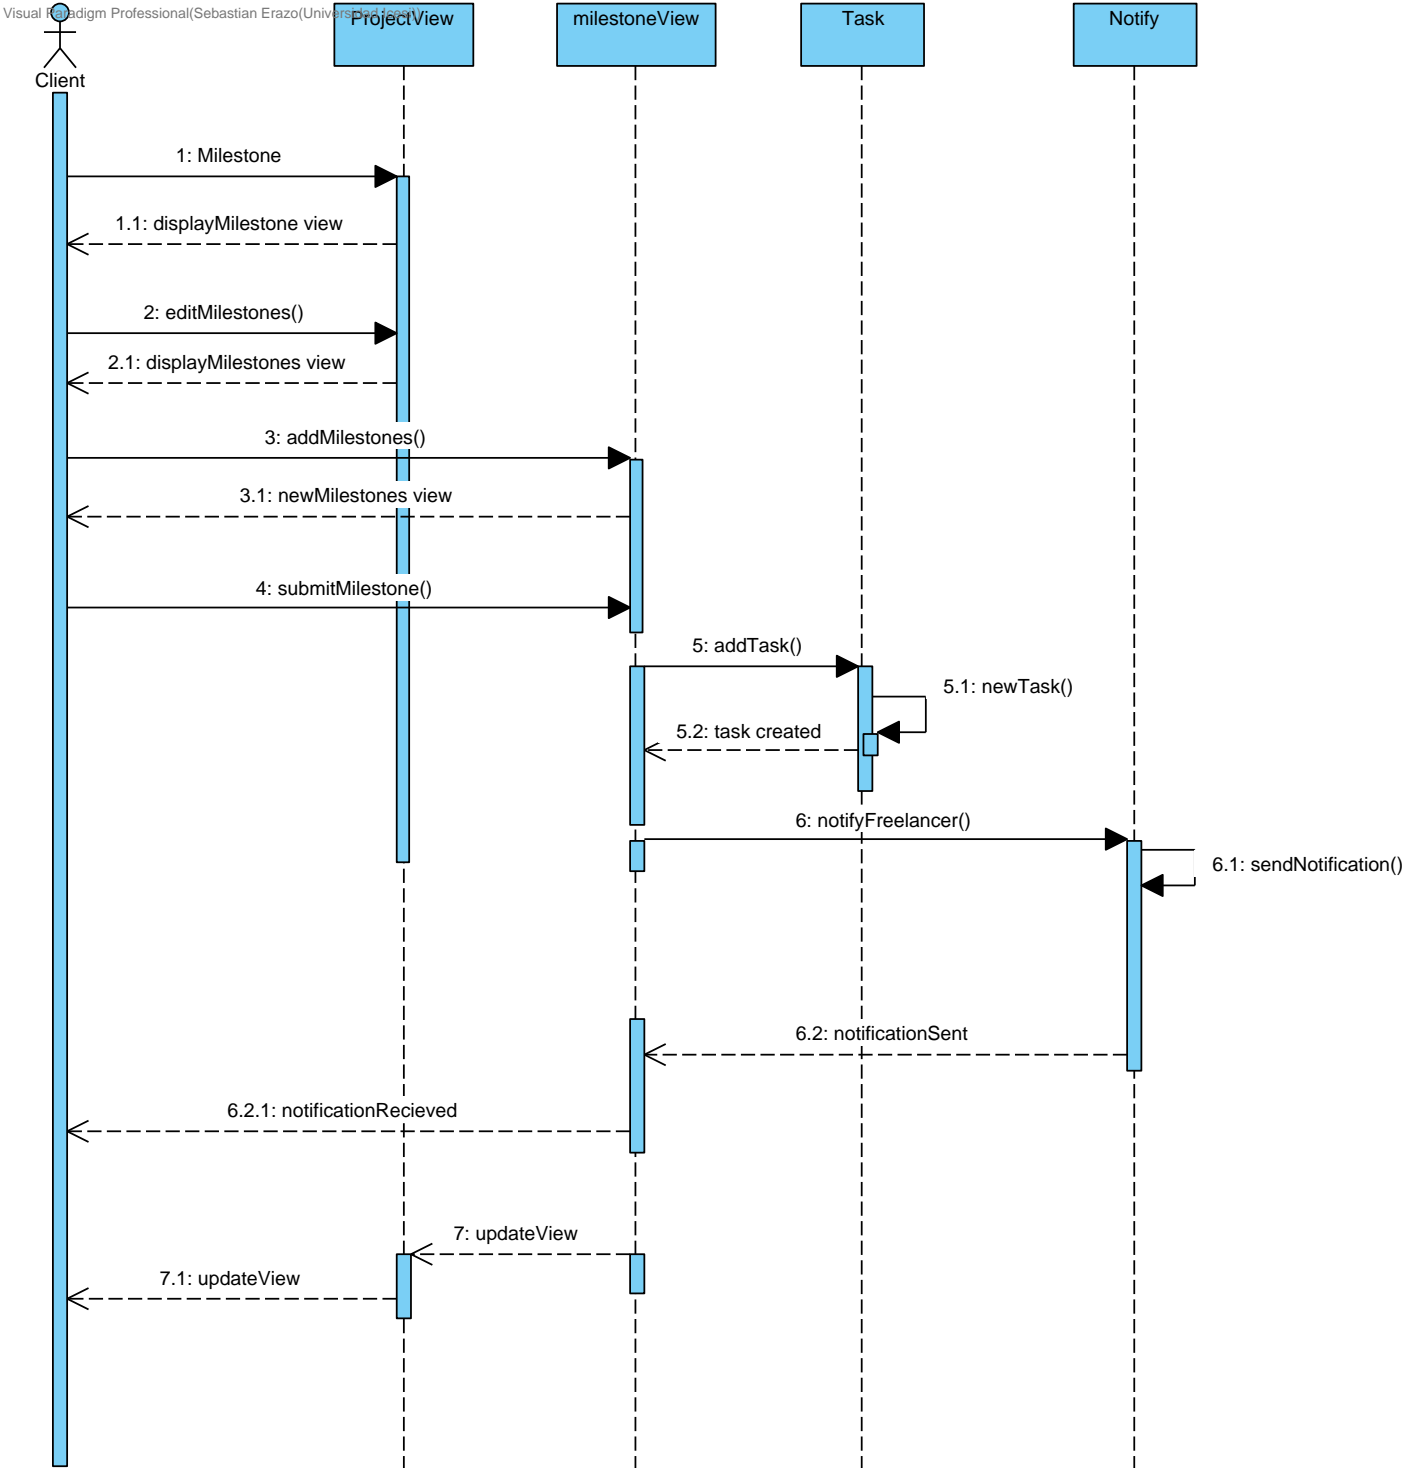 Visual Paradigm Professional(Sebastian Erazo(Universidad Icesi))
ProjectView
milestoneView
Task
Notify
Client
1: Milestone
1.1: displayMilestone view
2: editMilestones()
2.1: displayMilestones view
3: addMilestones()
3.1: newMilestones view
4: submitMilestone()
5: addTask()
5.1: newTask()
5.2: task created
6: notifyFreelancer()
6.1: sendNotification()
6.2: notificationSent
6.2.1: notificationRecieved
7: updateView
7.1: updateView